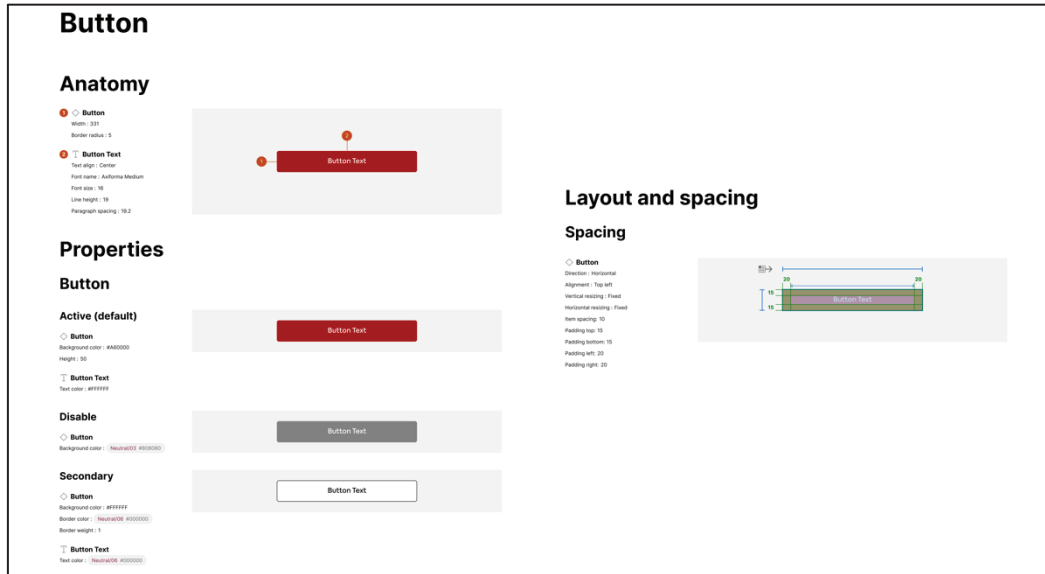 Button
Anatomy
1 Button
Width : 331
Border radius : 5
2 T Button Text
Text align : Center
Font name : Axiforma Medium
Font size : 16
Line height : 19
Paragraph spacing : 19.2
2
1 Button Text
Properties
Button
Active (default)
Button
Background color : #A60000
Height : 50
T Button Text
Text color : #FFFFFF
Button Text
Disable
Button
Background color : Neutral/03 #808080
Button Text
Secondary
Button
Background color : #FFFFFF
Border color : Neutral/06 #000000
Border weight : 1
T Button Text
Text color : Neutral/06 #000000
Button Text
Layout and spacing
Spacing
Button
Direction : Horizontal
Alignment : Top left
Vertical resizing : Fixed
Horizontal resizing : Fixed
Item spacing: 10
Padding top: 15
Padding bottom: 15
Padding left: 20
Padding right: 20
20 20
15
Button Text
15